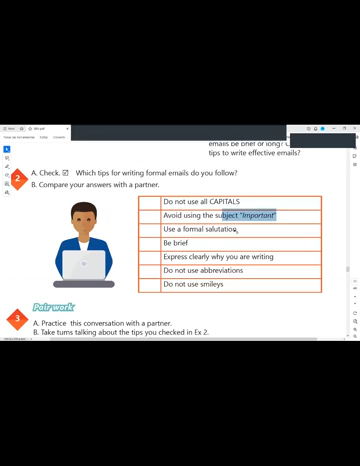 emails be brief or long?
tips to write effective emails?
2
A. Check, ☑ Which tips for writing formal emails do you follow?
B. Compare your answers with a partner.
Do not use all CAPITALS
Avoid using the subject "Important"
Use a formal salutation
Be brief
Express clearly why you are writing
Do not use abbreviations
Do not use smileys
Pair work
3
A. Practice this conversation with a partner.
B. Take turns talking about the tips you checked in Ex 2.